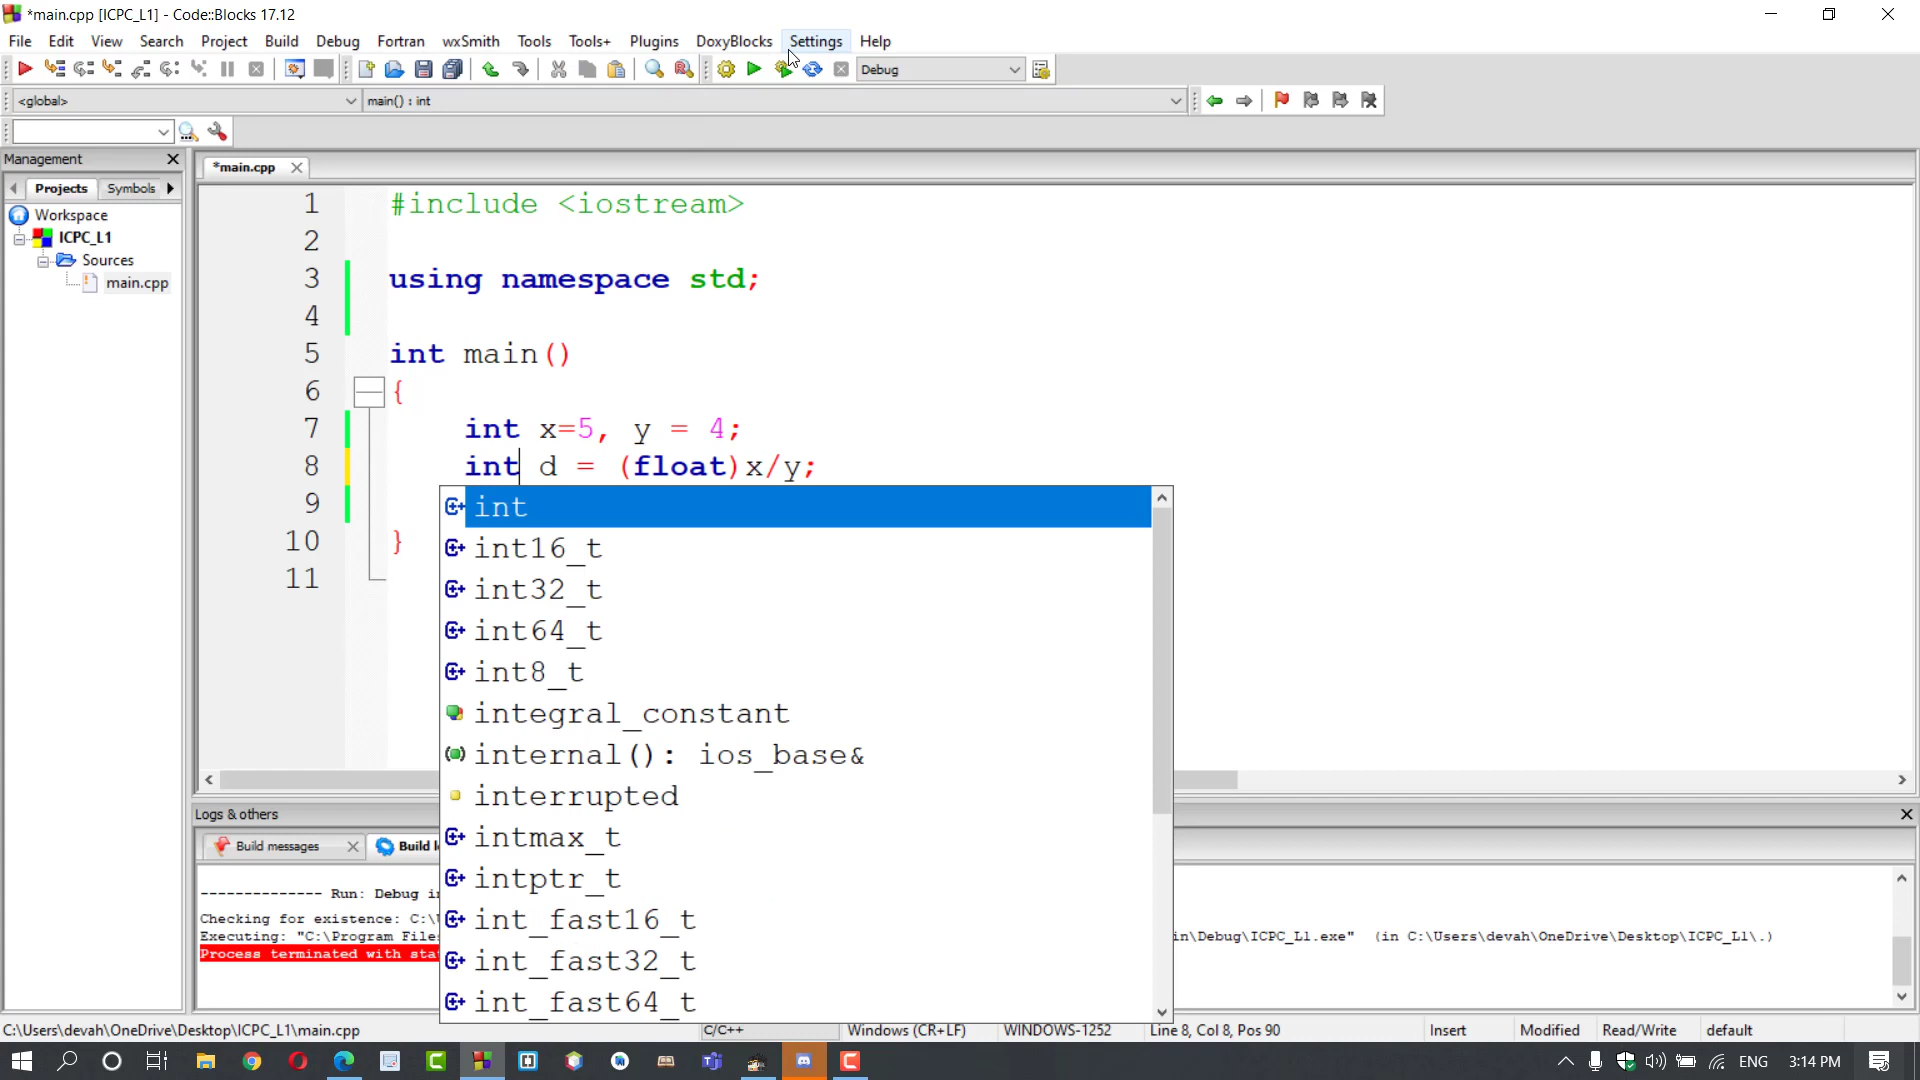 *main.cpp [ICPC_L1] - Code::Blocks 17.12
File Edit View Search Project Build Debug Fortran wxSmith Tools Tools+ Plugins DoxyBlocks Settings Help
Debug
<global> main() : int
Management
Projects Symbols
*main.cpp
Workspace
ICPC_L1
Sources
main.cpp
1 #include <iostream>
2
3 using namespace std;
4
5 int main()
6 {
7 int x=5, y = 4;
8 int d = (float)x/y;
9
10 }
11
int
int16_t
int32_t
int64_t
int8_t
integral_constant
internal(): ios_base&
interrupted
intmax_t
intptr_t
int_fast16_t
int_fast32_t
int_fast64_t
Logs & others
Build messages Build
-------------- Run: Debug in
Checking for existence: C:\
Executing: "C:\Program Files in\Debug\ICPC_L1.exe" (in C:\Users\devah\OneDrive\Desktop\ICPC_L1\.)
Process terminated with sta
C:\Users\devah\OneDrive\Desktop\ICPC_L1\main.cpp C/C++ Windows (CR+LF) WINDOWS-1252 Line 8, Col 8, Pos 90 Insert Modified Read/Write default
ENG 3:14 PM